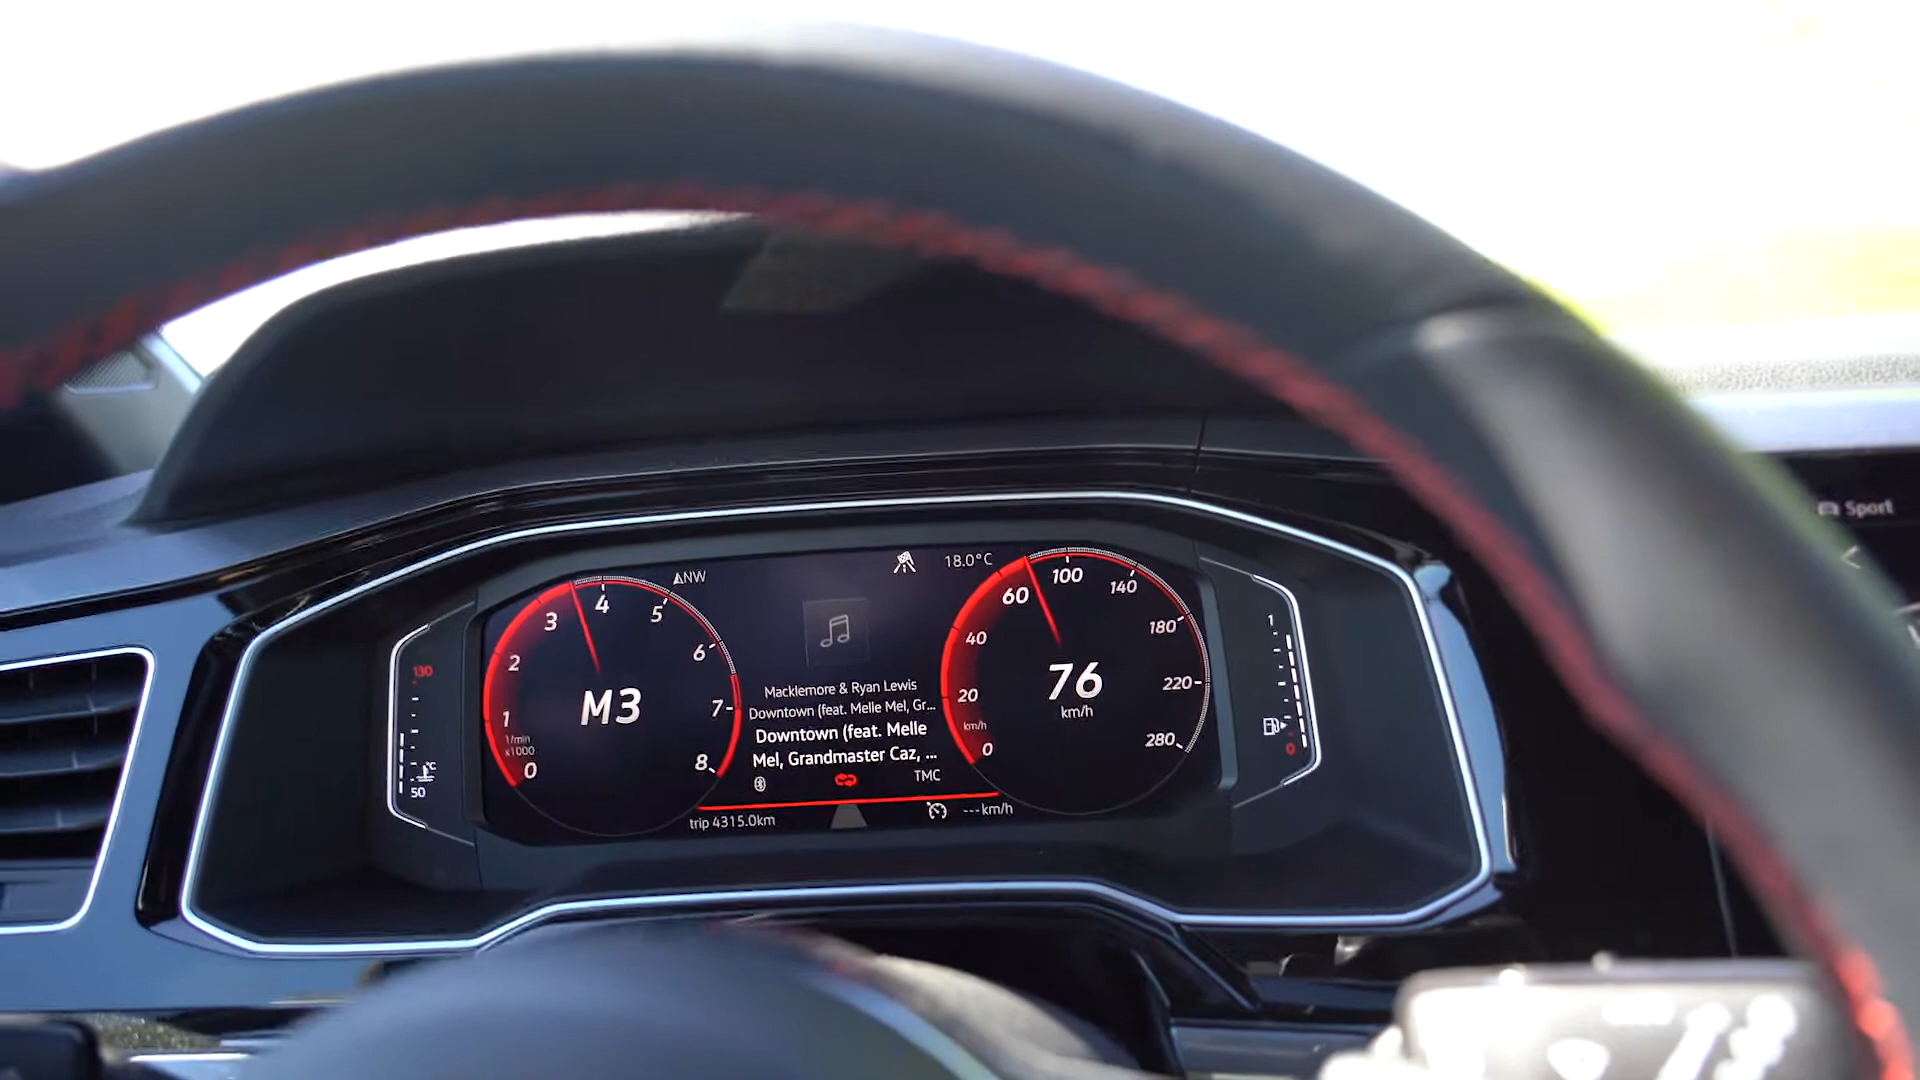 NW
18.0°C
Sport
130
50
°C
0
1
2
3
4
5
6
7
8
1/min
x1000
M3
Macklemore & Ryan Lewis
Downtown (feat. Melle Mel, Gr...
Downtown (feat. Melle
Mel, Grandmaster Caz, ...
TMC
trip 4315.0km
---km/h
0
20
40
60
100
140
180
220
280
km/h
76
km/h
1
0